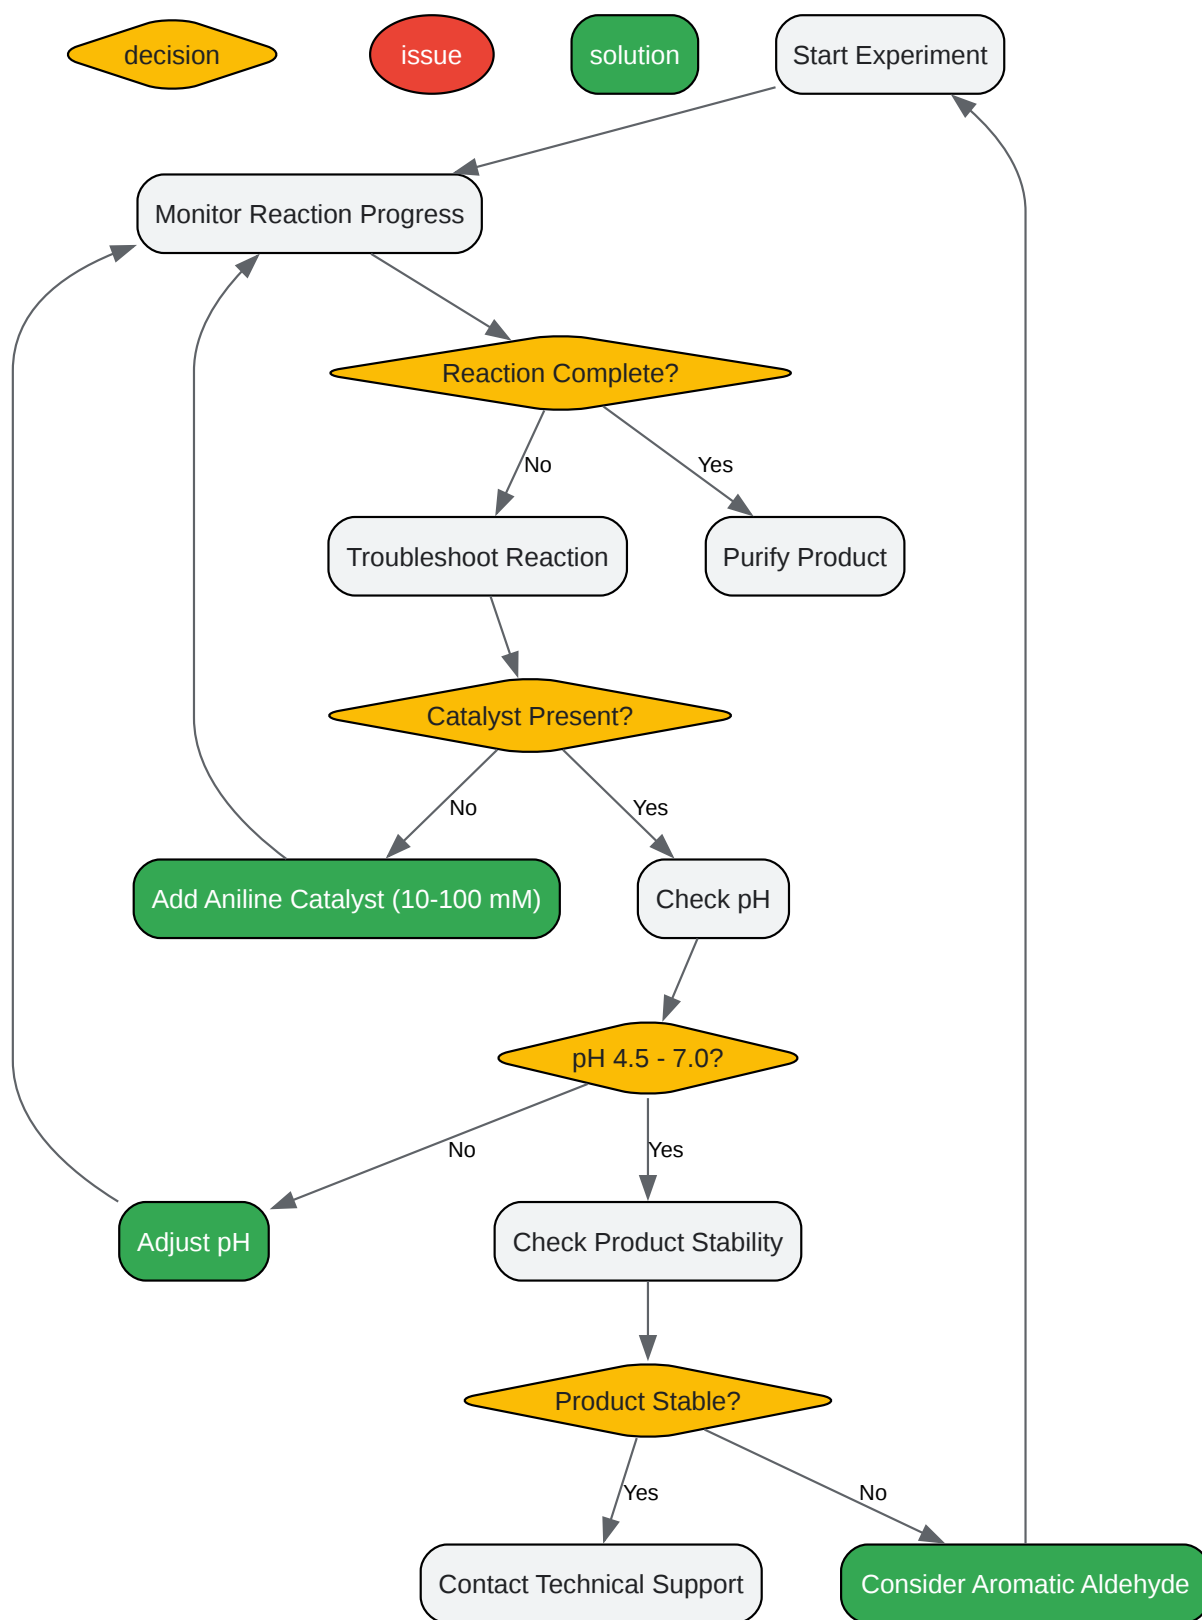 decision
issue
solution
Start Experiment
Monitor Reaction Progress
Reaction Complete?
No
Yes
Troubleshoot Reaction
Purify Product
Catalyst Present?
No
Yes
Add Aniline Catalyst (10-100 mM)
Check pH
pH 4.5 - 7.0?
No
Yes
Adjust pH
Check Product Stability
Product Stable?
Yes
No
Contact Technical Support
Consider Aromatic Aldehyde